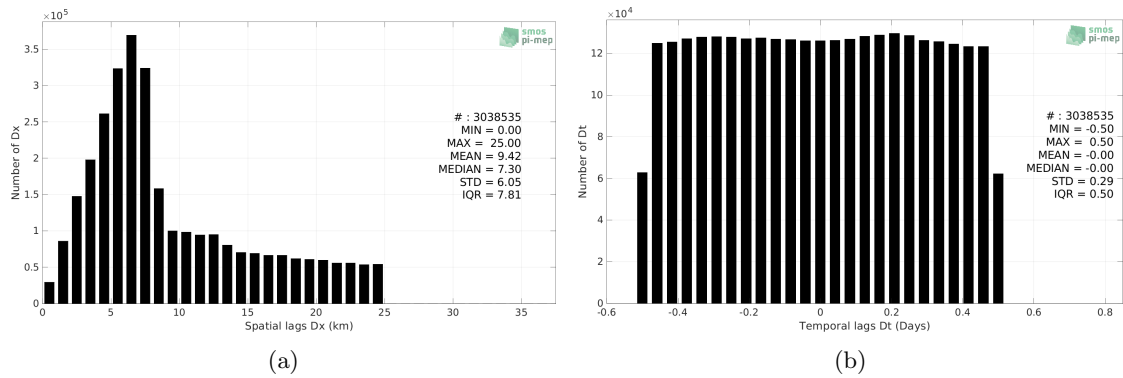 ×10⁵
3.5
3
2.5
2
1.5
1
0.5
0
0 5 10 15 20 25 30 35
Number of Dx
Spatial lags Dx (km)
smos
pi-mep
# : 3038535
MIN = 0.00
MAX = 25.00
MEAN = 9.42
MEDIAN = 7.30
STD = 6.05
IQR = 7.81
(a)
×10⁴
12
10
8
6
4
2
0
-0.6 -0.4 -0.2 0 0.2 0.4 0.6 0.8
Number of Dt
Temporal lags Dt (Days)
smos
pi-mep
# : 3038535
MIN = -0.50
MAX = 0.50
MEAN = -0.00
MEDIAN = -0.00
STD = 0.29
IQR = 0.50
(b)